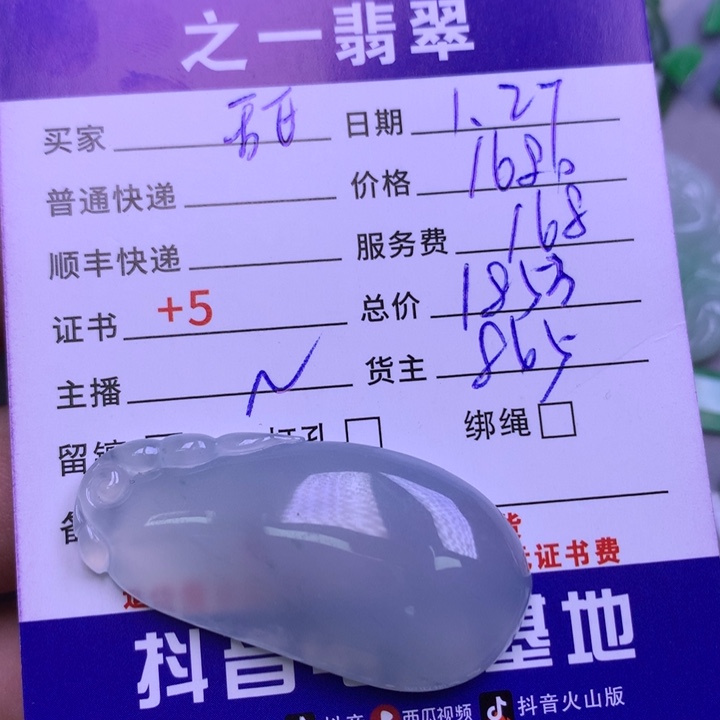 之一翡翠
买家 日期 1.27
普通快递 价格 1680
顺丰快递 服务费 168
证书 +5 总价 1853
主播 货主 865
留 打孔 绑绳
证书费
抖音 基地
抖音 西瓜视频 抖音火山版